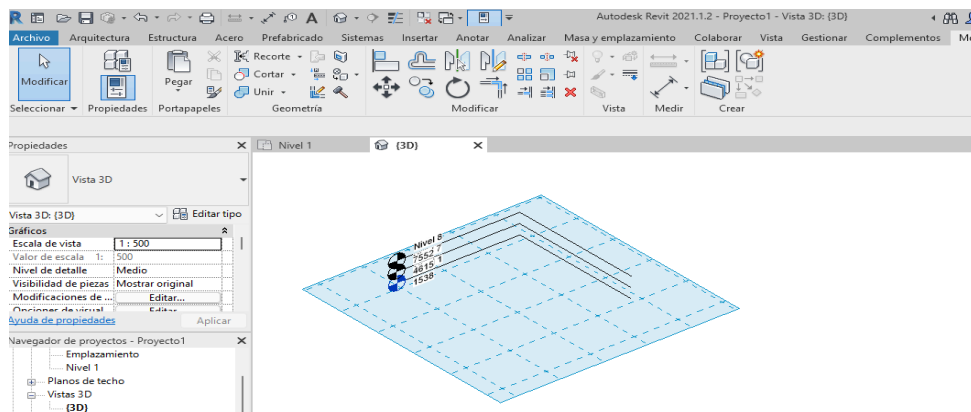 Autodesk Revit 2021.1.2 - Proyecto1 - Vista 3D: {3D}
Archivo Arquitectura Estructura Acero Prefabricado Sistemas Insertar Anotar Analizar Masa y emplazamiento Colaborar Vista Gestionar Complementos
Modificar
Pegar
Recorte
Cortar
Unir
Seleccionar Propiedades Portapapeles Geometría Modificar Vista Medir Crear
Propiedades
Nivel 1
{3D}
Vista 3D
Vista 3D: {3D}
Editar tipo
Gráficos
Escala de vista 1 : 500
Valor de escala 1: 500
Nivel de detalle Medio
Visibilidad de piezas Mostrar original
Modificaciones de ... Editar...
Opciones de visual Editar
Ayuda de propiedades
Aplicar
Navegador de proyectos - Proyecto1
Emplazamiento
Nivel 1
Planos de techo
Vistas 3D
{3D}
Nivel 8
7552
4615
-1538